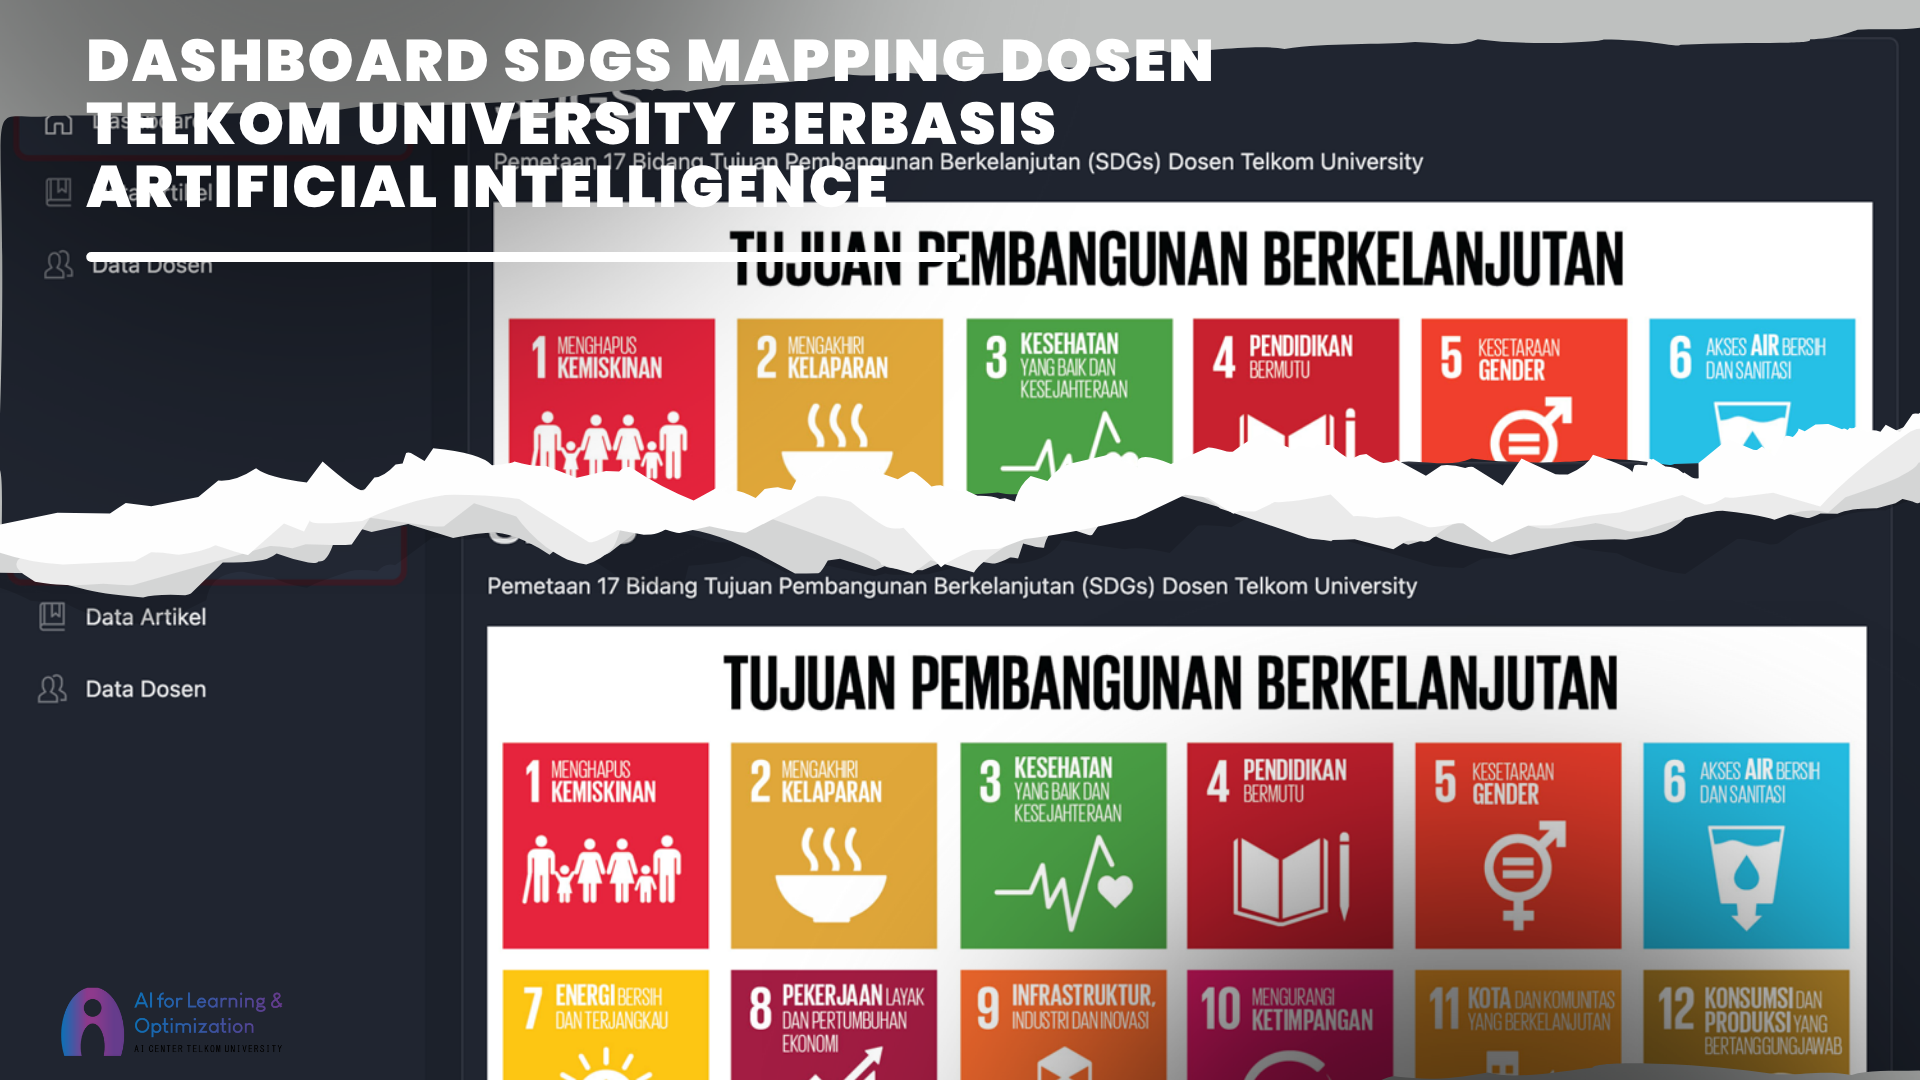 DASHBOARD SDGS MAPPING DOSEN
TELKOM UNIVERSITY BERBASIS
ARTIFICIAL INTELLIGENCE
Dashboard
Data Artikel
Data Dosen
Pemetaan 17 Bidang Tujuan Pembangunan Berkelanjutan (SDGs) Dosen Telkom University
TUJUAN PEMBANGUNAN BERKELANJUTAN
1 MENGHAPUS
KEMISKINAN
2 MENGAKHIRI
KELAPARAN
3 KESEHATAN
YANG BAIK DAN
KESEJAHTERAAN
4 PENDIDIKAN
BERMUTU
5 KESETARAAN
GENDER
6 AKSES AIR BERSIH
DAN SANITASI
Pemetaan 17 Bidang Tujuan Pembangunan Berkelanjutan (SDGs) Dosen Telkom University
Data Artikel
Data Dosen
TUJUAN PEMBANGUNAN BERKELANJUTAN
1 MENGHAPUS
KEMISKINAN
2 MENGAKHIRI
KELAPARAN
3 KESEHATAN
YANG BAIK DAN
KESEJAHTERAAN
4 PENDIDIKAN
BERMUTU
5 KESETARAAN
GENDER
6 AKSES AIR BERSIH
DAN SANITASI
7 ENERGI BERSIH
DAN TERJANGKAU
8 PEKERJAAN LAYAK
DAN PERTUMBUHAN
EKONOMI
9 INFRASTRUKTUR,
INDUSTRI DAN INOVASI
10 MENGURANGI
KETIMPANGAN
11 KOTA DAN KOMUNITAS
YANG BERKELANJUTAN
12 KONSUMSI DAN
PRODUKSI YANG
BERTANGGUNGJAWAB
AI for Learning &
Optimization
AI CENTER TELKOM UNIVERSITY